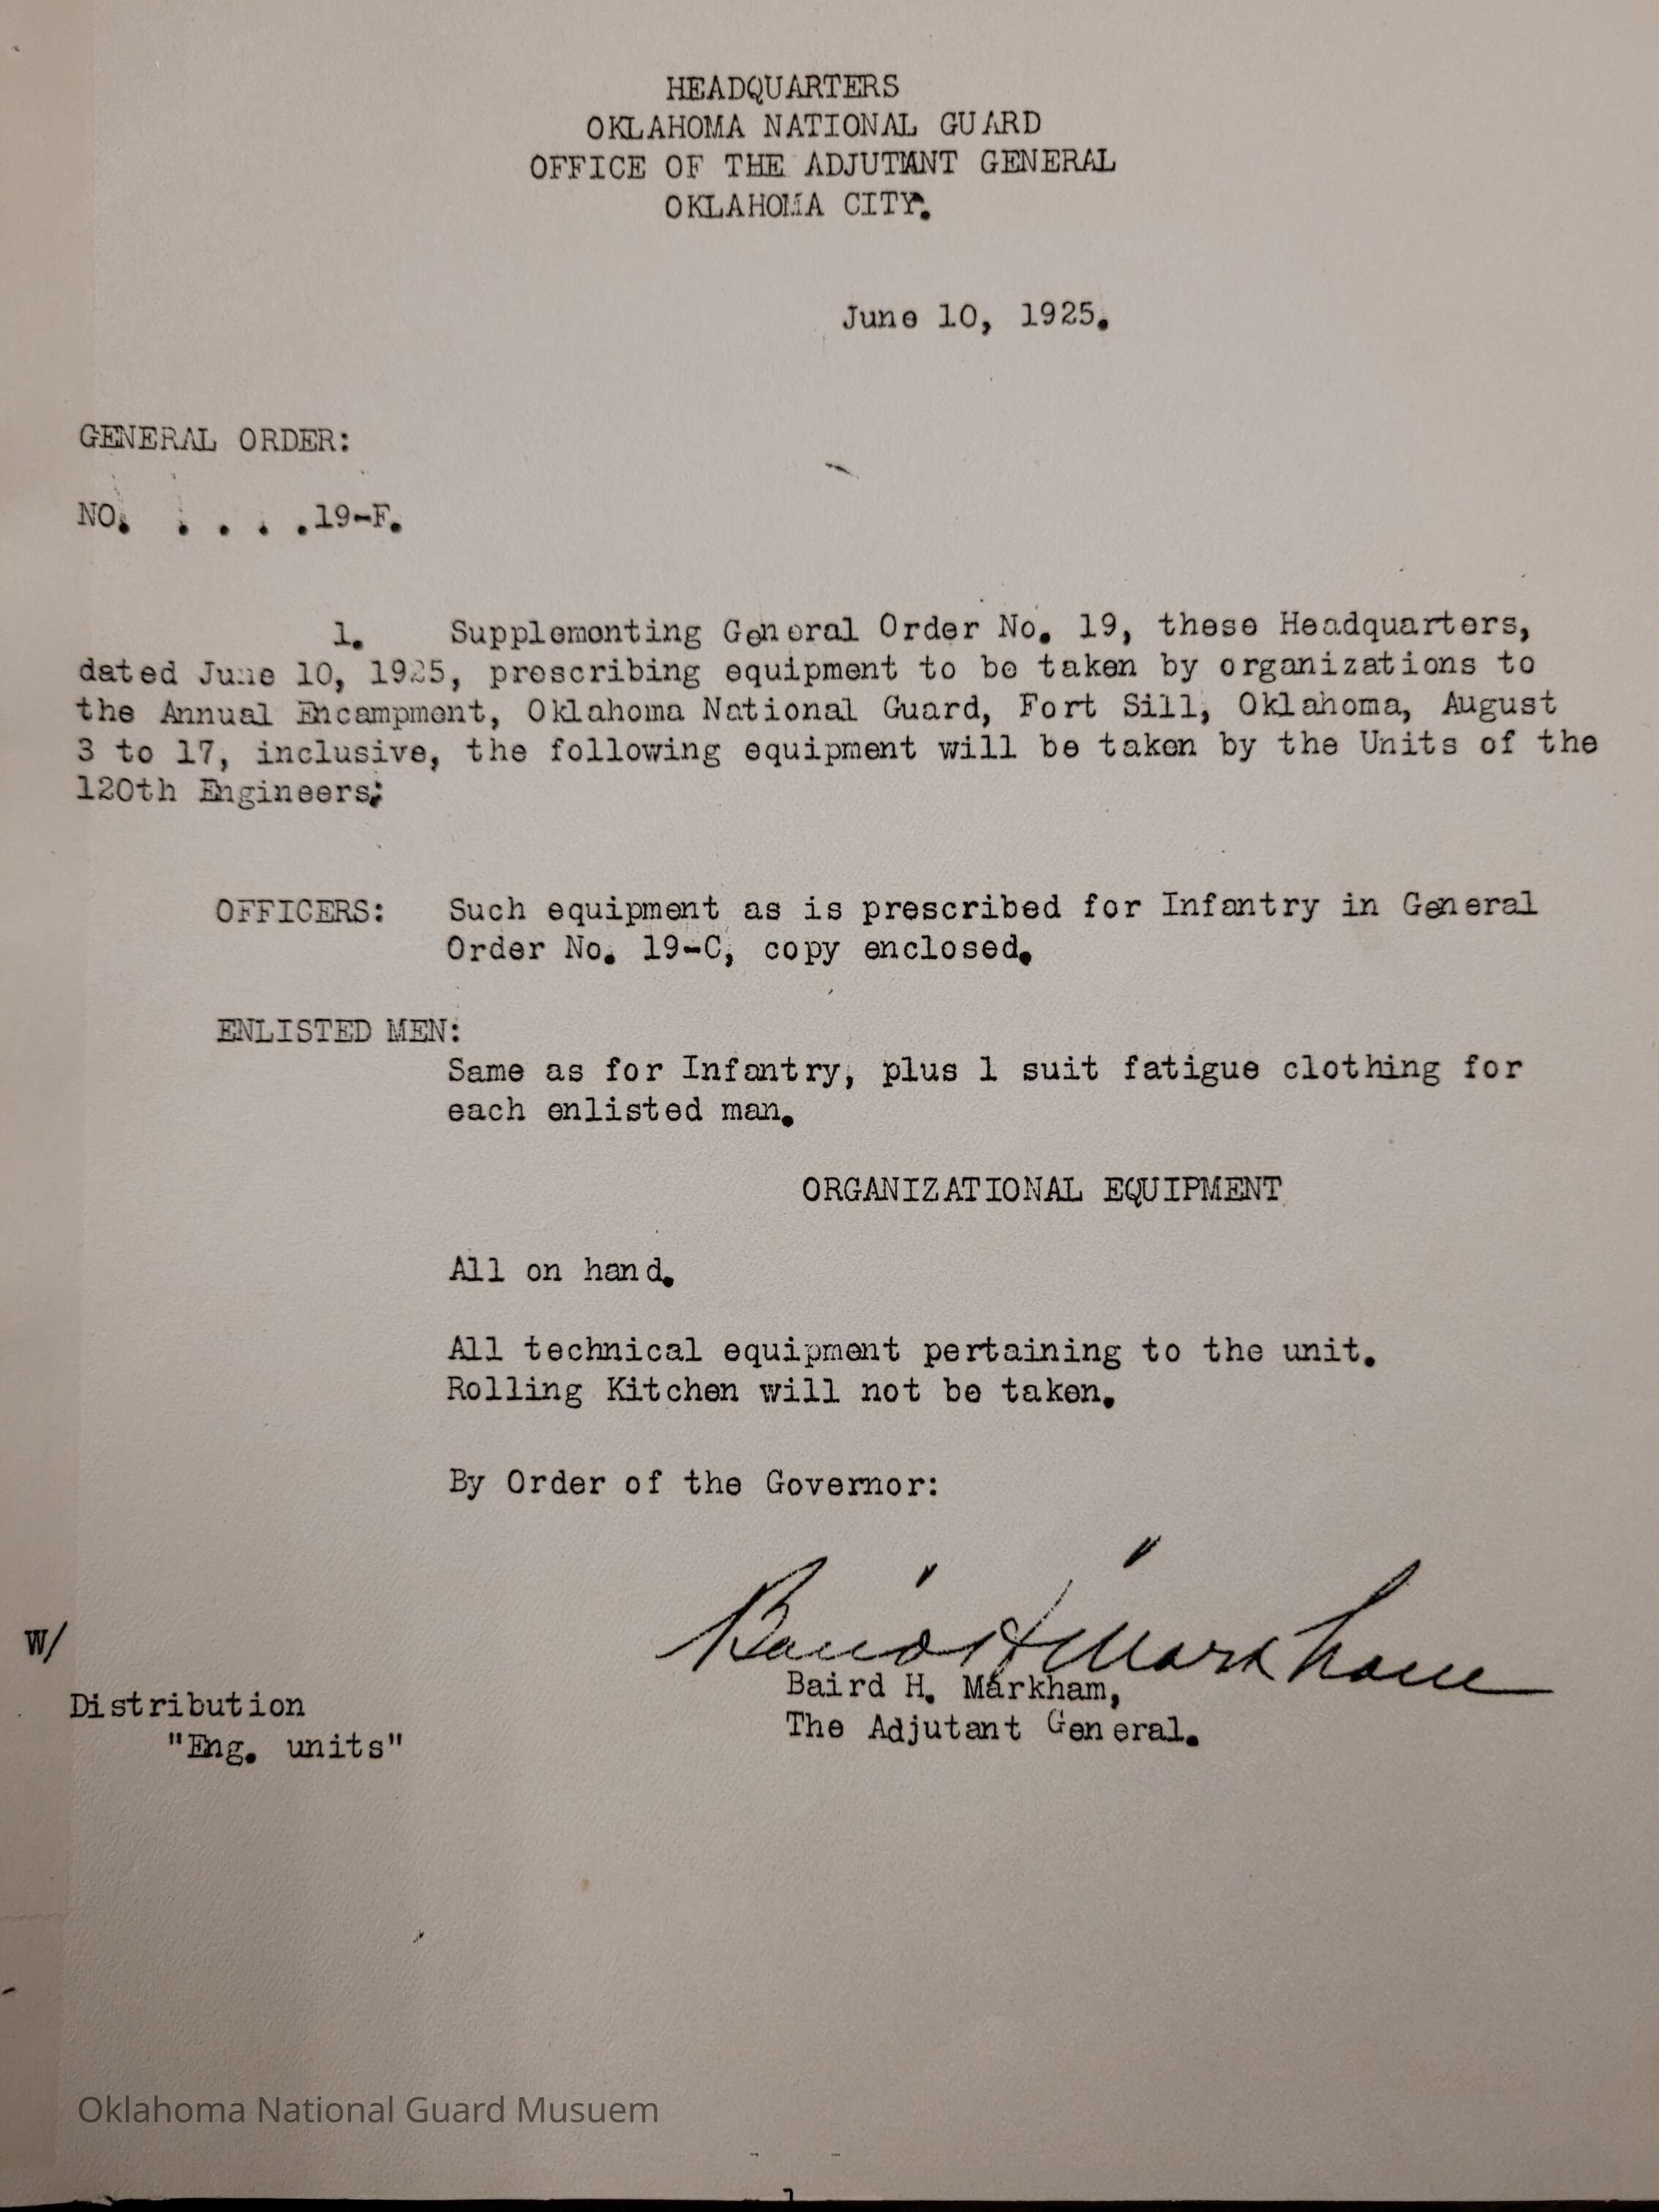 HEADQUARTERS
OKLAHOMA NATIONAL GUARD
OFFICE OF THE ADJUTANT GENERAL
OKLAHOMA CITY.
June 10, 1925.
GENERAL ORDER:
NO. . . . .19-F.
1. Supplementing General Order No. 19, these Headquarters,
dated June 10, 1925, prescribing equipment to be taken by organizations to
the Annual Encampment, Oklahoma National Guard, Fort Sill, Oklahoma, August
3 to 17, inclusive, the following equipment will be taken by the Units of the
120th Engineers;
OFFICERS: Such equipment as is prescribed for Infantry in General
Order No. 19-C, copy enclosed.
ENLISTED MEN:
Same as for Infantry, plus 1 suit fatigue clothing for
each enlisted man.
ORGANIZATIONAL EQUIPMENT
All on hand.
All technical equipment pertaining to the unit.
Rolling Kitchen will not be taken.
By Order of the Governor:
Baird H Markham
W/
Baird H. Markham,
The Adjutant General.
Distribution
"Eng. units"
Oklahoma National Guard Musuem